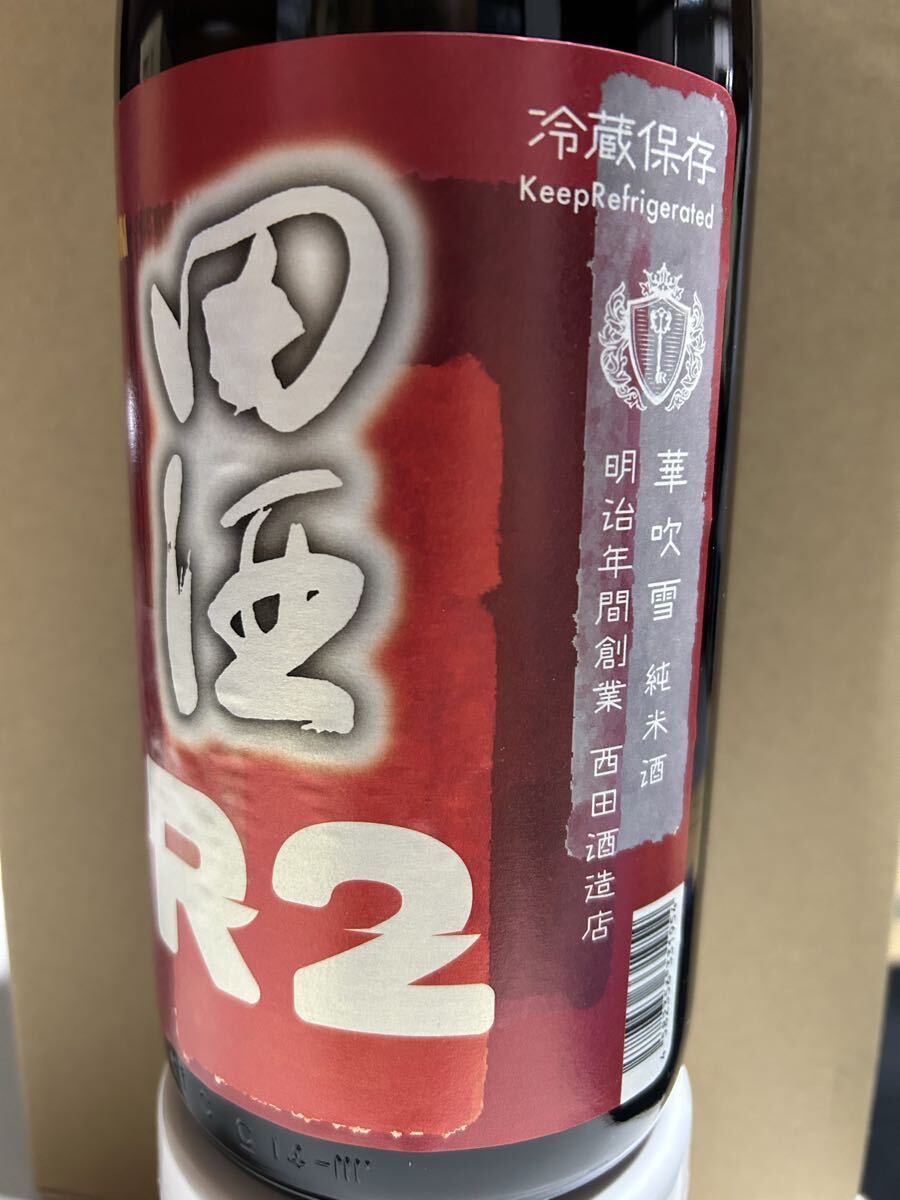 冷蔵保存
KeepRefrigerated
田酒
R2
華吹雪 純米酒
明治年間創業 西田酒造店